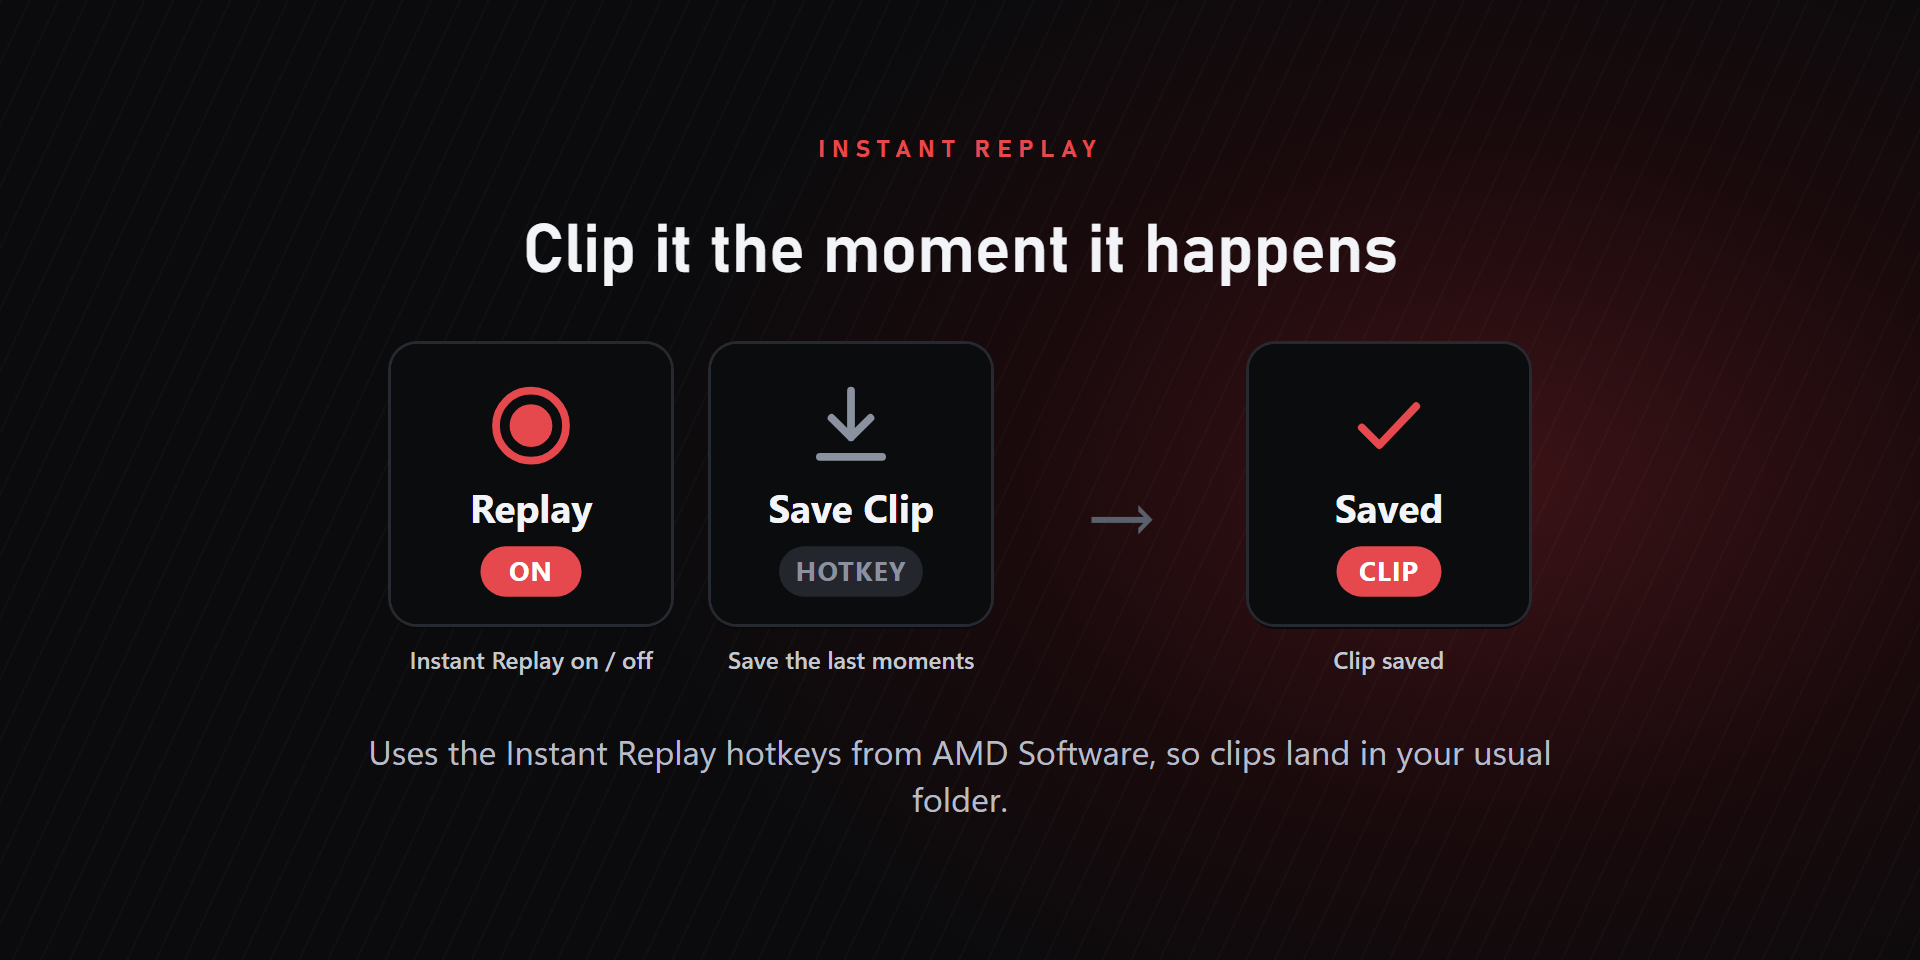 INSTANT REPLAY
Clip it the moment it happens
Replay
ON
Instant Replay on / off
Save Clip
HOTKEY
Save the last moments
Saved
CLIP
Clip saved
Uses the Instant Replay hotkeys from AMD Software, so clips land in your usual
folder.